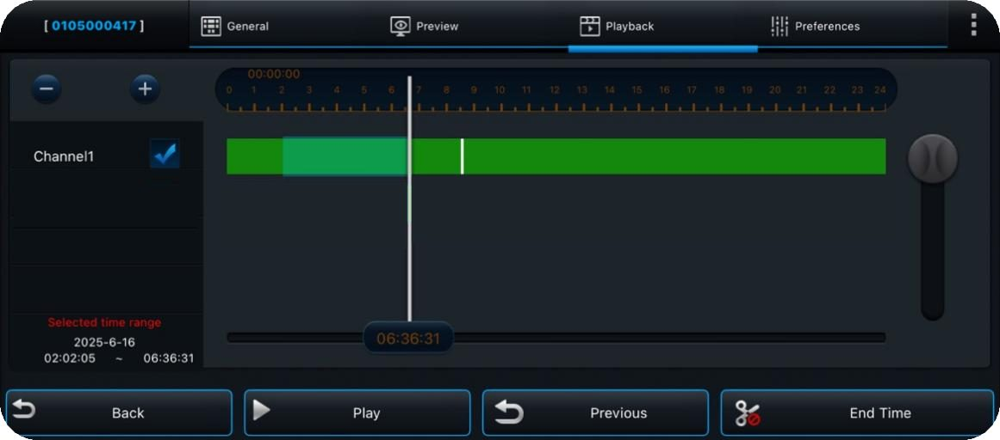 [ 0105000417 ] General Preview Playback Preferences
00:00:00
0 1 2 3 4 5 6 7 8 9 10 11 12 13 14 15 16 17 18 19 20 21 22 23 24
Channel1
Selected time range
2025-6-16
02:02:05 ~ 06:36:31
06:36:31
Back Play Previous End Time